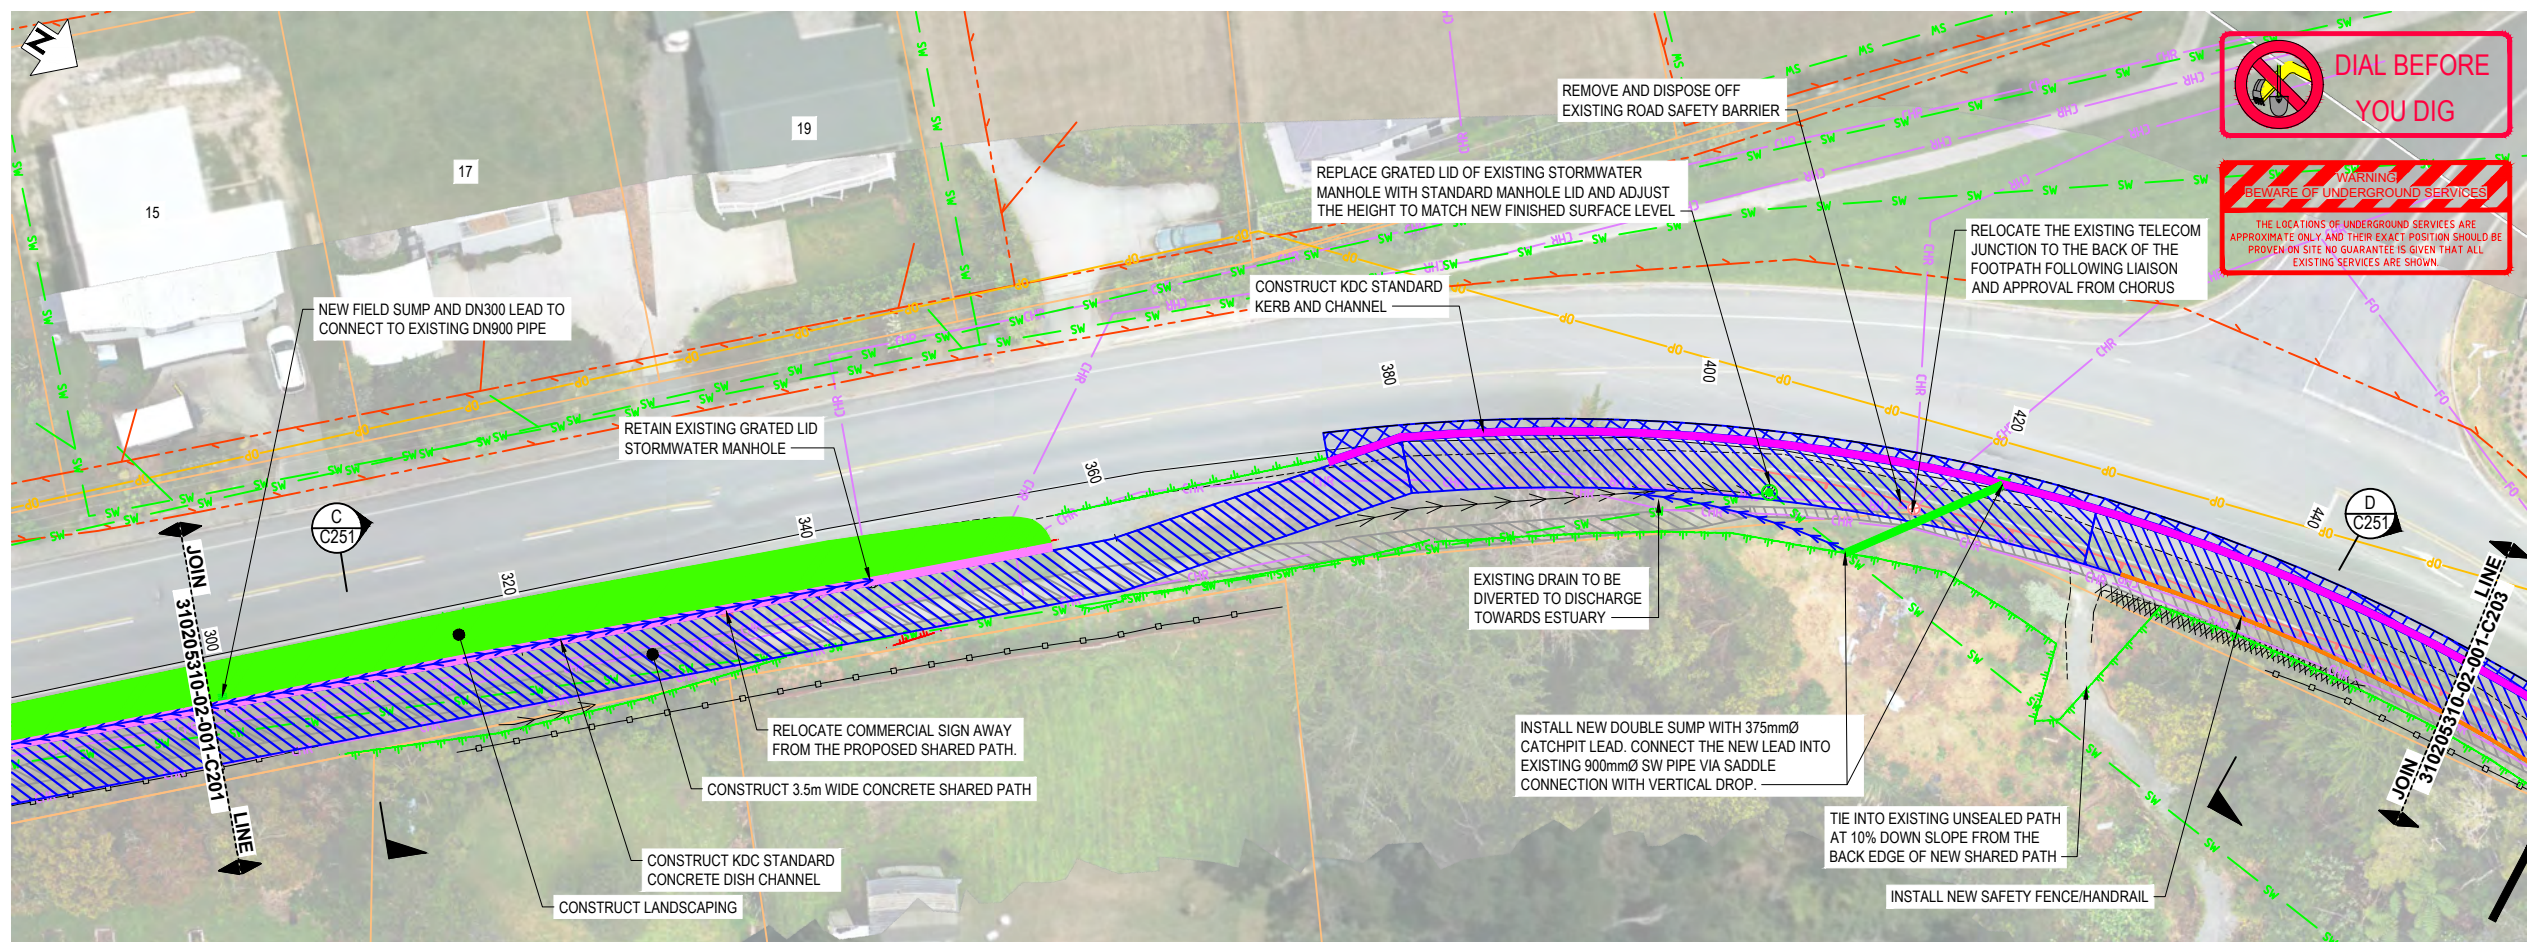 N
15
17
19
DIAL BEFORE
YOU DIG
WARNING
BEWARE OF UNDERGROUND SERVICES
THE LOCATIONS OF UNDERGROUND SERVICES ARE
APPROXIMATE ONLY AND THEIR EXACT POSITION SHOULD BE
PROVEN ON SITE NO GUARANTEE IS GIVEN THAT ALL
EXISTING SERVICES ARE SHOWN.
REMOVE AND DISPOSE OFF
EXISTING ROAD SAFETY BARRIER
REPLACE GRATED LID OF EXISTING STORMWATER
MANHOLE WITH STANDARD MANHOLE LID AND ADJUST
THE HEIGHT TO MATCH NEW FINISHED SURFACE LEVEL
RELOCATE THE EXISTING TELECOM
JUNCTION TO THE BACK OF THE
FOOTPATH FOLLOWING LIAISON
AND APPROVAL FROM CHORUS
CONSTRUCT KDC STANDARD
KERB AND CHANNEL
NEW FIELD SUMP AND DN300 LEAD TO
CONNECT TO EXISTING DN900 PIPE
RETAIN EXISTING GRATED LID
STORMWATER MANHOLE
300
320
340
360
380
400
420
440
C
C251
D
C251
JOIN LINE
310205310-02-001-C201
JOIN LINE
310205310-02-001-C203
EXISTING DRAIN TO BE
DIVERTED TO DISCHARGE
TOWARDS ESTUARY
RELOCATE COMMERCIAL SIGN AWAY
FROM THE PROPOSED SHARED PATH.
CONSTRUCT 3.5m WIDE CONCRETE SHARED PATH
CONSTRUCT KDC STANDARD
CONCRETE DISH CHANNEL
CONSTRUCT LANDSCAPING
INSTALL NEW DOUBLE SUMP WITH 375mmØ
CATCHPIT LEAD. CONNECT THE NEW LEAD INTO
EXISTING 900mmØ SW PIPE VIA SADDLE
CONNECTION WITH VERTICAL DROP.
TIE INTO EXISTING UNSEALED PATH
AT 10% DOWN SLOPE FROM THE
BACK EDGE OF NEW SHARED PATH
INSTALL NEW SAFETY FENCE/HANDRAIL
SW
CHR
OP
FO